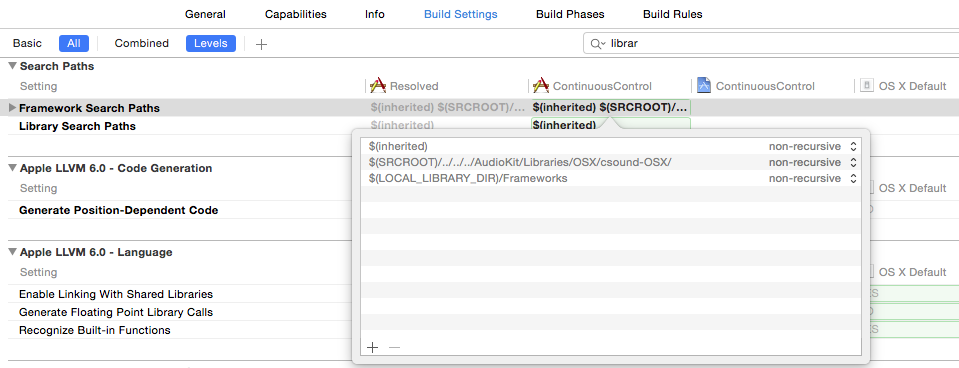 General Capabilities Info Build Settings Build Phases Build Rules
Basic All Combined Levels + librar
Search Paths
Setting Resolved ContinuousControl ContinuousControl OS X Default
Framework Search Paths $(inherited) $(SRCROOT)/... $(inherited) $(SRCROOT)/...
Library Search Paths $(inherited) $(inherited)
$(inherited) non-recursive
$(SRCROOT)/../../../AudioKit/Libraries/OSX/csound-OSX/ non-recursive
$(LOCAL_LIBRARY_DIR)/Frameworks non-recursive
Apple LLVM 6.0 - Code Generation
Setting OS X Default
Generate Position-Dependent Code
Apple LLVM 6.0 - Language
Setting OS X Default
Enable Linking With Shared Libraries
Generate Floating Point Library Calls
Recognize Built-in Functions
+ −